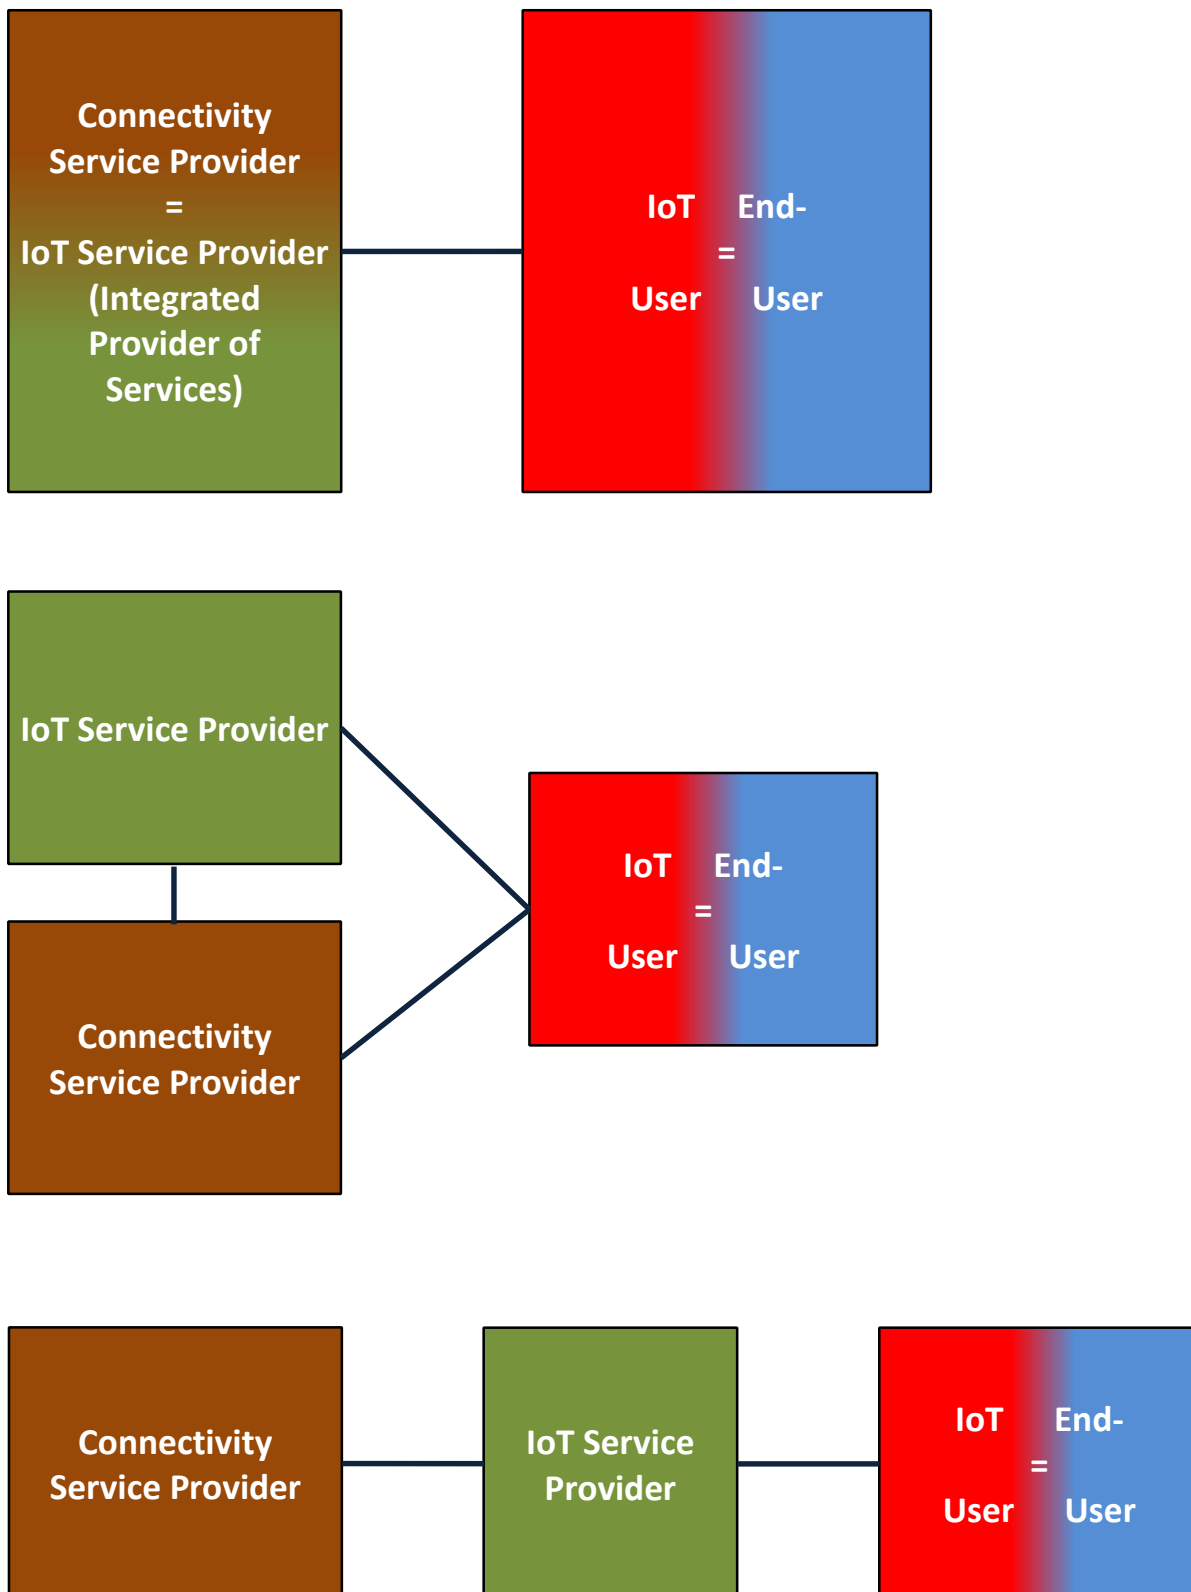 Connectivity
Service Provider
=
IoT Service Provider
(Integrated
Provider of
Services)
IoT End-
=
User User
IoT Service Provider
Connectivity
Service Provider
IoT End-
=
User User
Connectivity
Service Provider
IoT Service
Provider
IoT End-
=
User User